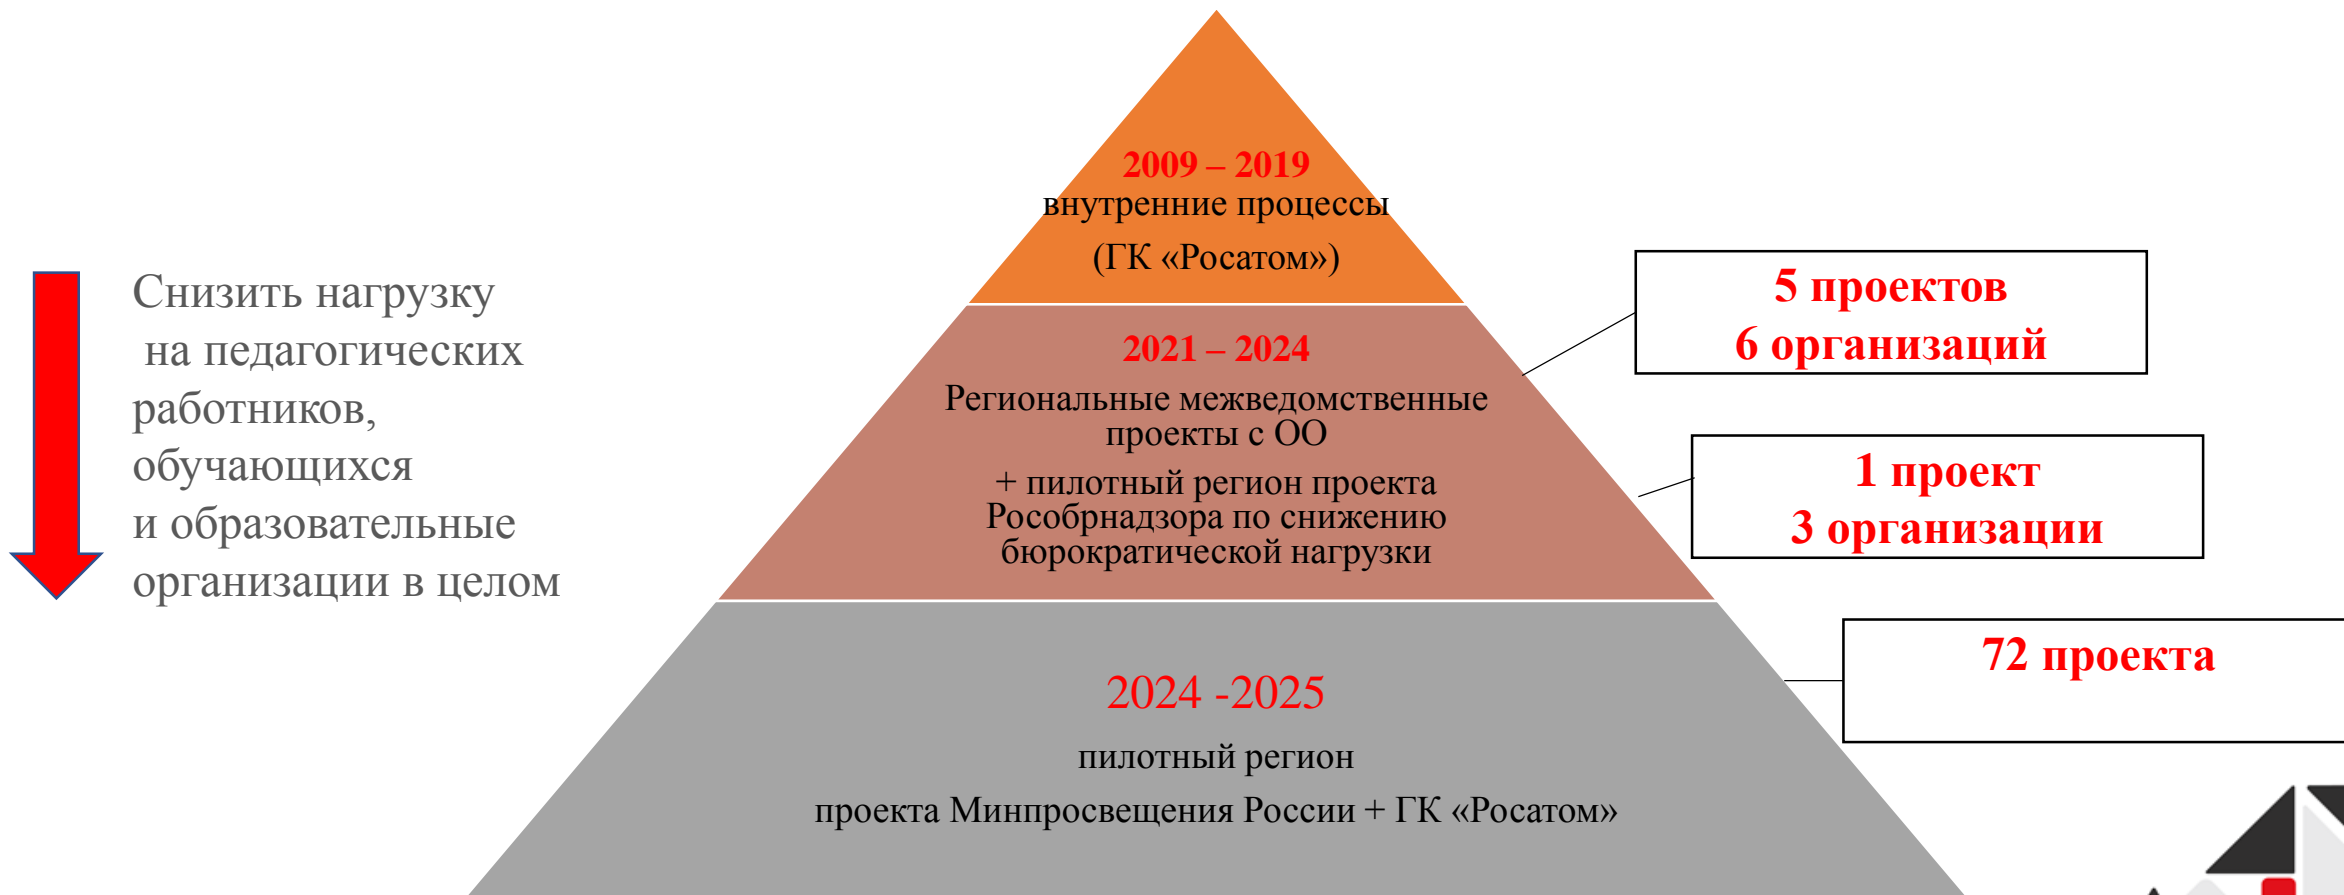 Снизить нагрузку
на педагогических
работников,
обучающихся
и образовательные
организации в целом
2009 – 2019
внутренние процессы
(ГК «Росатом»)
2021 – 2024
Региональные межведомственные
проекты с ОО
+ пилотный регион проекта
Рособрнадзора по снижению
бюрократической нагрузки
2024 -2025
пилотный регион
проекта Минпросвещения России + ГК «Росатом»
5 проектов
6 организаций
1 проект
3 организации
72 проекта